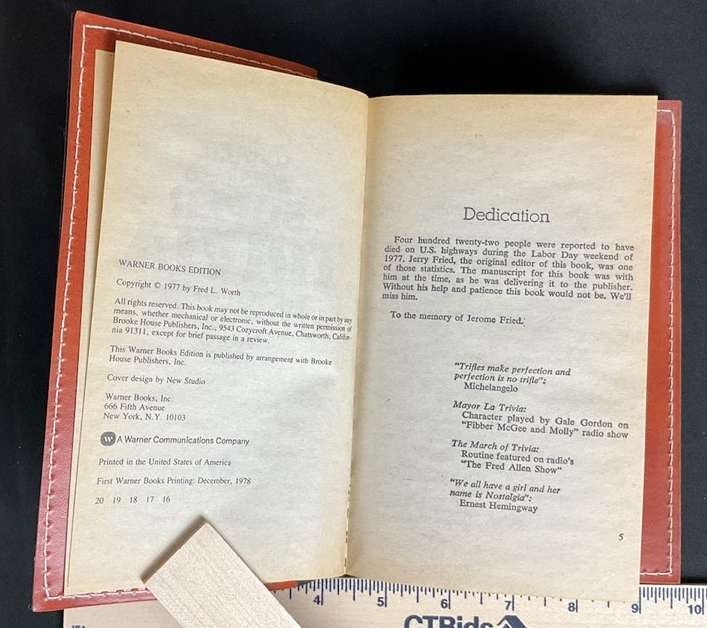 WARNER BOOKS EDITION
Copyright © 1977 by Fred L. Worth
All rights reserved. This book may not be reproduced in whole or in part by any
means, whether mechanical or electronic, without the written permission of
Brooke House Publishers, Inc., 9543 Cozycroft Avenue, Chatsworth, Califor-
nia 91311, except for brief passage in a review.
This Warner Books Edition is published by arrangement with Brooke
House Publishers, Inc.
Cover design by New Studio
Warner Books, Inc.
666 Fifth Avenue
New York, N.Y. 10103
W A Warner Communications Company
Printed in the United States of America
First Warner Books Printing: December, 1978
20 19 18 17 16
Dedication
Four hundred twenty-two people were reported to have
died on U.S. highways during the Labor Day weekend of
1977. Jerry Fried, the original editor of this book, was one
of those statistics. The manuscript for this book was with
him at the time, as he was delivering it to the publisher.
Without his help and patience this book would not be. We'll
miss him.
To the memory of Jerome Fried.
"Trifles make perfection and
perfection is no trifle":
Michelangelo
Mayor La Trivia:
Character played by Gale Gordon on
"Fibber McGee and Molly" radio show
The March of Trivia:
Routine featured on radio's
"The Fred Allen Show"
"We all have a girl and her
name is Nostalgia":
Ernest Hemingway
5
4 5 6 7 8 9 10
CTBids